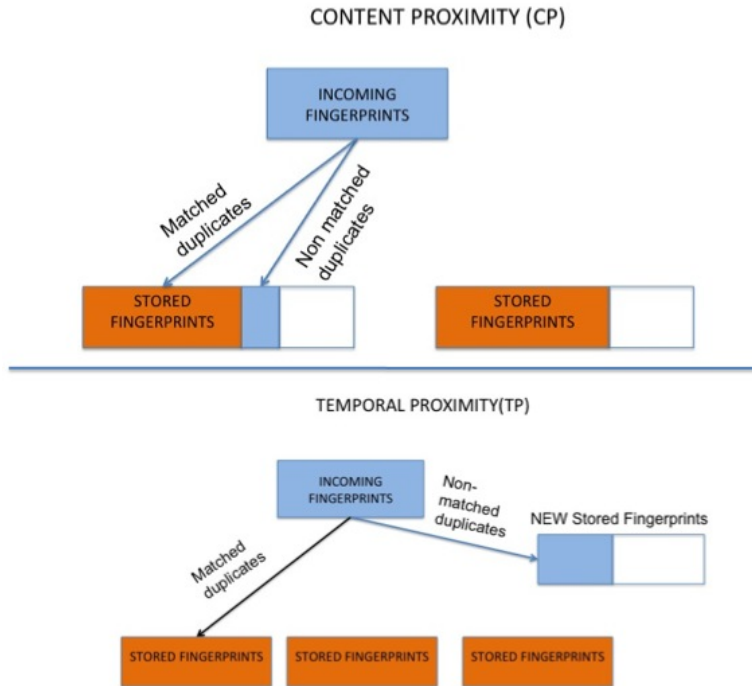 CONTENT PROXIMITY (CP)
INCOMING
FINGERPRINTS
Matched
duplicates
Non matched
duplicates
STORED
FINGERPRINTS
STORED
FINGERPRINTS
TEMPORAL PROXIMITY(TP)
INCOMING
FINGERPRINTS
Non-
matched
duplicates
NEW Stored Fingerprints
Matched
duplicates
STORED FINGERPRINTS
STORED FINGERPRINTS
STORED FINGERPRINTS